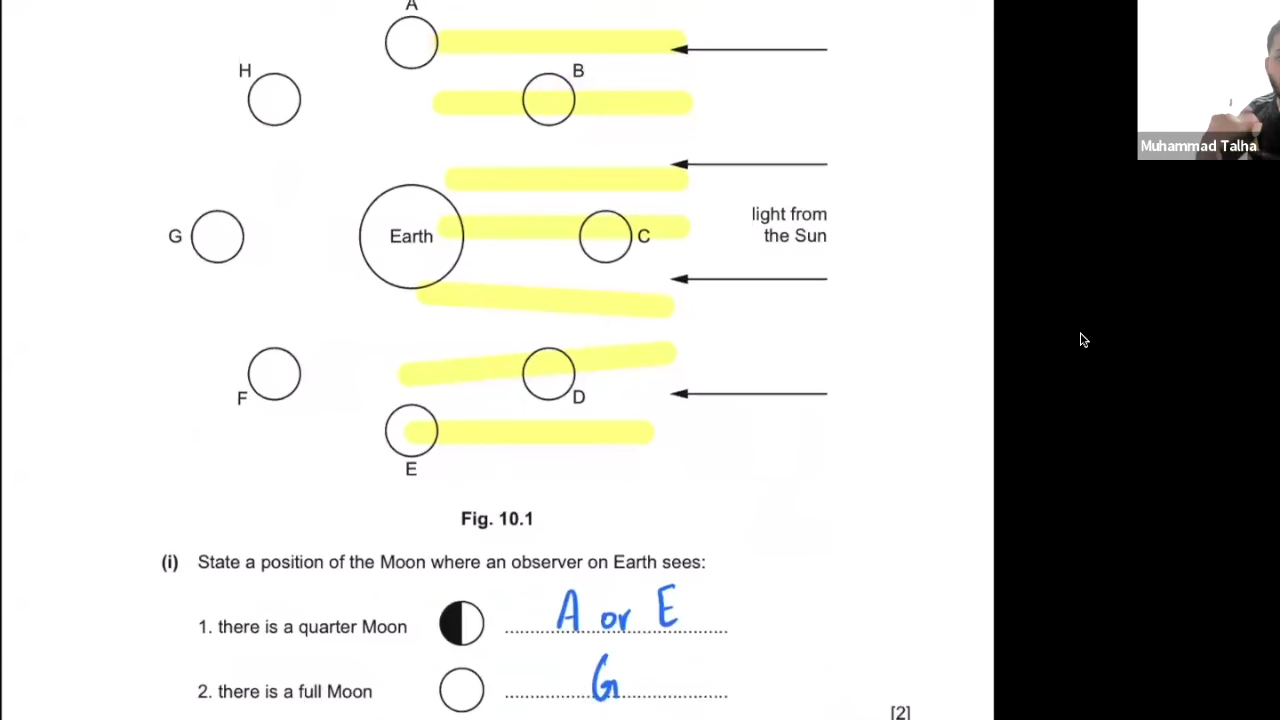 A
H
B
Muhammad Talha
light from
the Sun
G
Earth
C
F
D
E
Fig. 10.1
(i) State a position of the Moon where an observer on Earth sees:
1. there is a quarter Moon A or E
2. there is a full Moon G
[2]